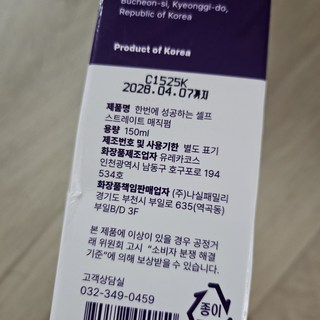 Bucheon-si, Kyeonggi-do,
Republic of Korea
Product of Korea
C1525K
2028.04.07까지
제품명 한번에 성공하는 셀프
스트레이트 매직펌
용량 150ml
제조번호 및 사용기한 별도 표기
화장품제조업자 유레카코스
인천광역시 남동구 호구포로 194
534호
화장품책임판매업자 (주)나실패밀리
경기도 부천시 부일로 635(역곡동)
부일B/D 3F
본 제품에 이상이 있을 경우 공정거
래 위원회 고시 "소비자 분쟁 해결
기준"에 의해 보상받을 수 있습니다.
고객상담실
032-349-0459
종이